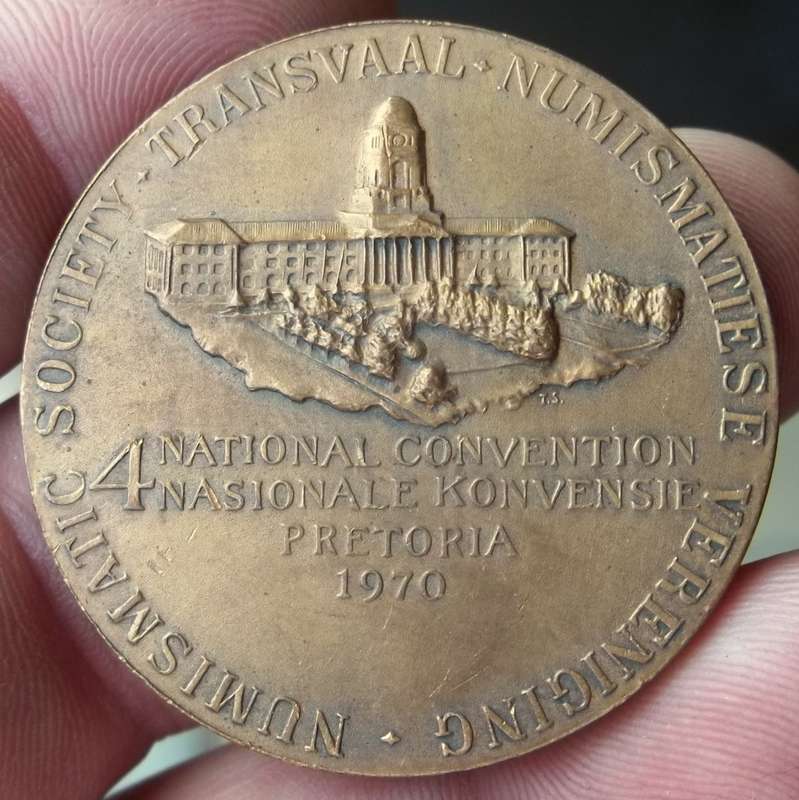 NUMISMATIC SOCIETY · TRANSVAAL · NUMISMATIESE VERENIGING ·
T.S.
4 NATIONAL CONVENTION
NASIONALE KONVENSIE
PRETORIA
1970